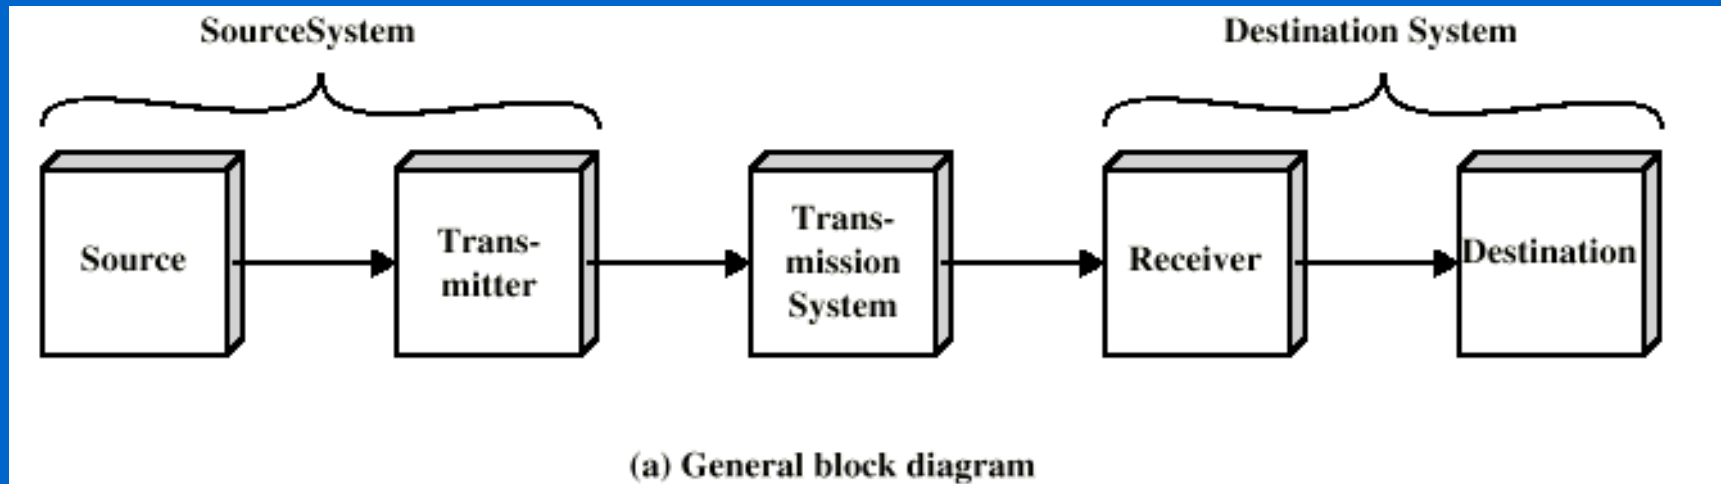 SourceSystem
Destination System
Source
Trans-
mitter
Trans-
mission
System
Receiver
Destination
(a) General block diagram